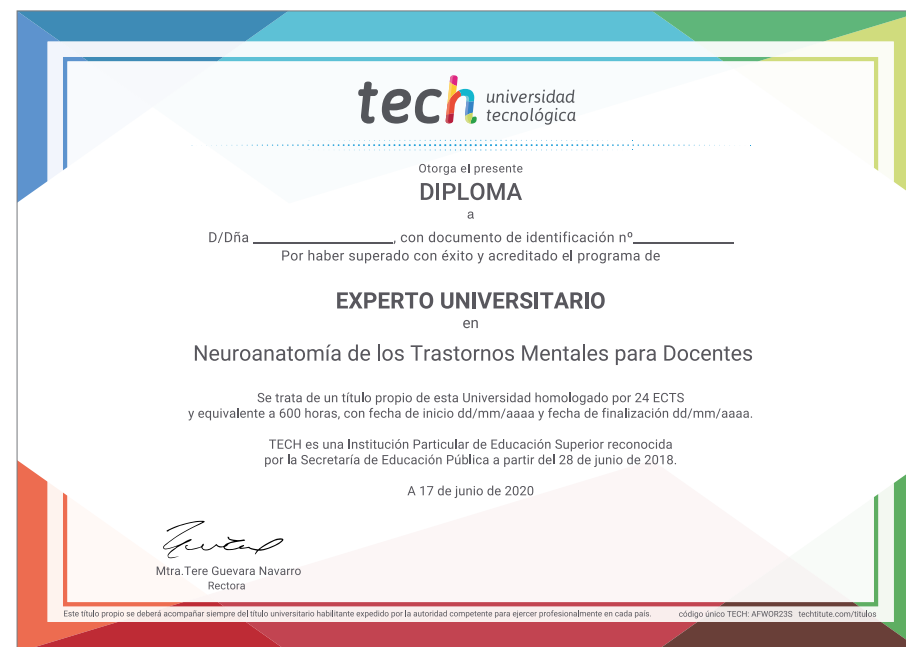 tech universidad
tecnológica
Otorga el presente
DIPLOMA
a
D/Dña ____________________, con documento de identificación nº______________
Por haber superado con éxito y acreditado el programa de
EXPERTO UNIVERSITARIO
en
Neuroanatomía de los Trastornos Mentales para Docentes
Se trata de un título propio de esta Universidad homologado por 24 ECTS
y equivalente a 600 horas, con fecha de inicio dd/mm/aaaa y fecha de finalización dd/mm/aaaa.
TECH es una Institución Particular de Educación Superior reconocida
por la Secretaría de Educación Pública a partir del 28 de junio de 2018.
A 17 de junio de 2020
Mtra.Tere Guevara Navarro
Rectora
Este título propio se deberá acompañar siempre del título universitario habilitante expedido por la autoridad competente para ejercer profesionalmente en cada país. código único TECH: AFWOR23S techtitute.com/titulos